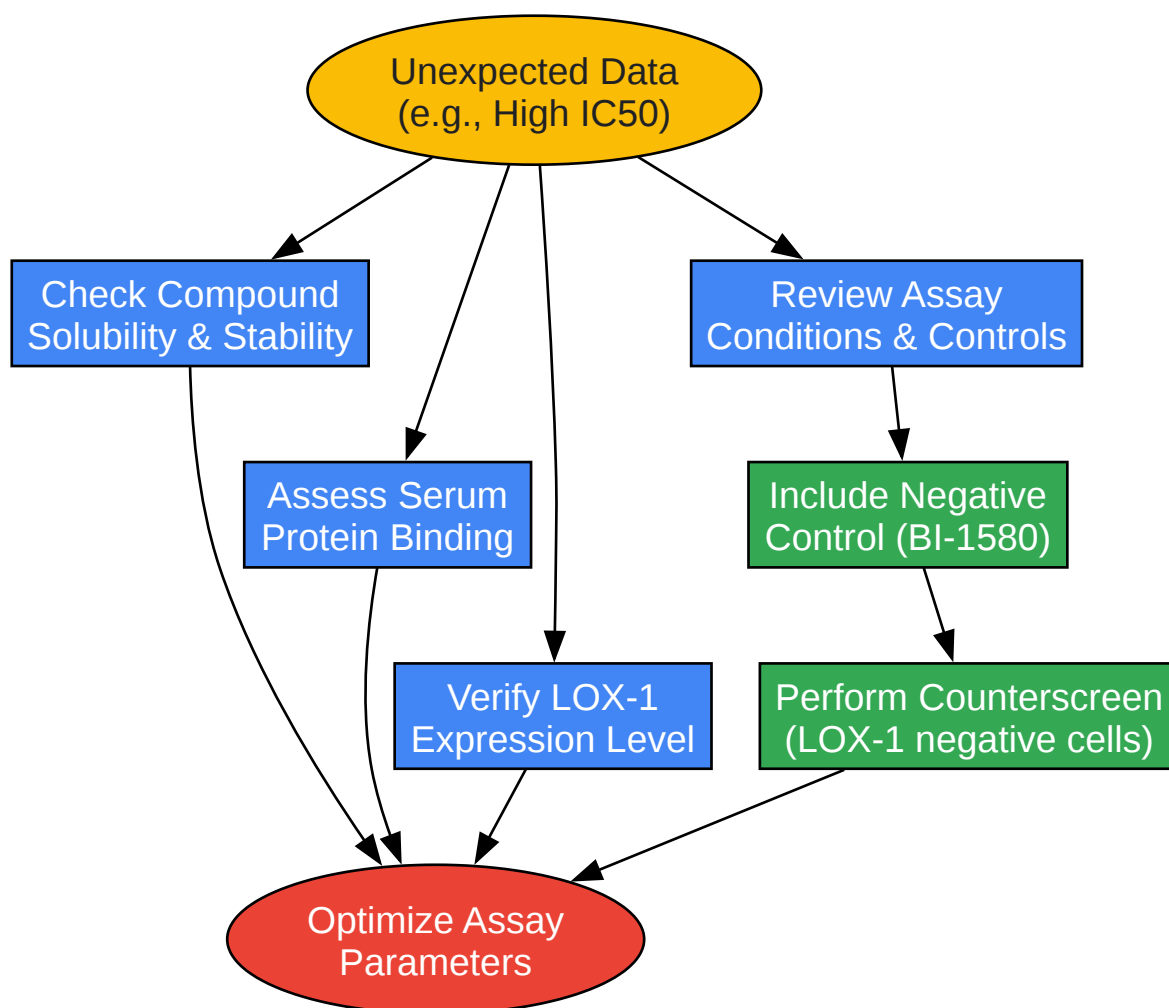 Unexpected Data
(e.g., High IC50)
Check Compound
Solubility & Stability
Review Assay
Conditions & Controls
Assess Serum
Protein Binding
Include Negative
Control (BI-1580)
Verify LOX-1
Expression Level
Perform Counterscreen
(LOX-1 negative cells)
Optimize Assay
Parameters